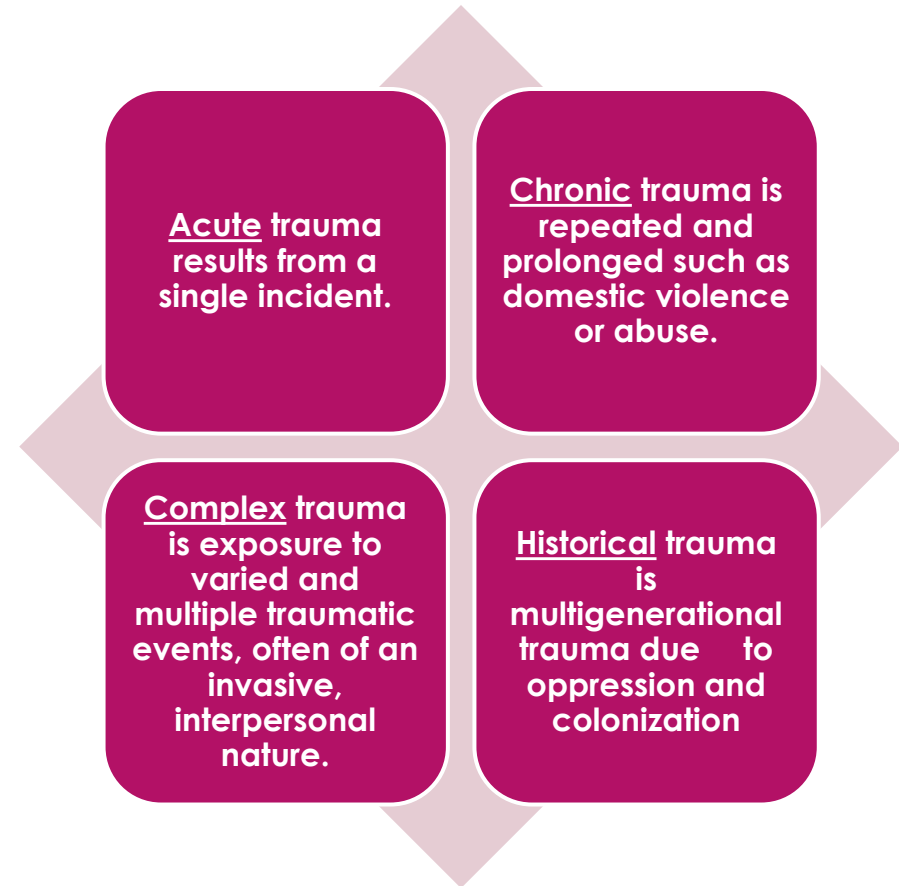 Acute trauma
results from a
single incident.
Chronic trauma is
repeated and
prolonged such as
domestic violence
or abuse.
Complex trauma
is exposure to
varied and
multiple traumatic
events, often of an
invasive,
interpersonal
nature.
Historical trauma
is
multigenerational
trauma due    to
oppression and
colonization